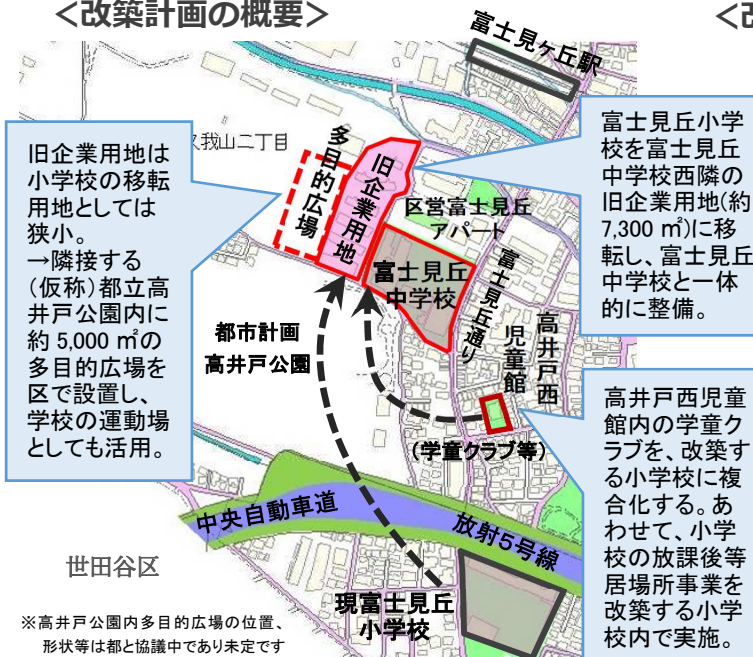 ＜改築計画の概要＞
＜改
富士見ヶ丘駅
久我山二丁目
旧企業用地は
小学校の移転
用地としては
狭小。
→隣接する
(仮称)都立高
井戸公園内に
約 5,000 ㎡の
多目的広場を
区で設置し、
学校の運動場
としても活用。
多目的広場
旧企業用地
区営富士見丘
アパート
富士見丘
中学校
富士見丘通り
富士見丘小学
校を富士見丘
中学校西隣の
旧企業用地(約
7,300 ㎡)に移
転し、富士見丘
中学校と一体
的に整備。
都市計画
高井戸公園
高井戸西
児童館
(学童クラブ等)
高井戸西児童
館内の学童ク
ラブを、改築す
る小学校に複
合化する。あ
わせて、小学
校の放課後等
居場所事業を
改築する小学
校内で実施。
中央自動車道
放射5号線
世田谷区
現富士見丘
小学校
※高井戸公園内多目的広場の位置、
形状等は都と協議中であり未定です